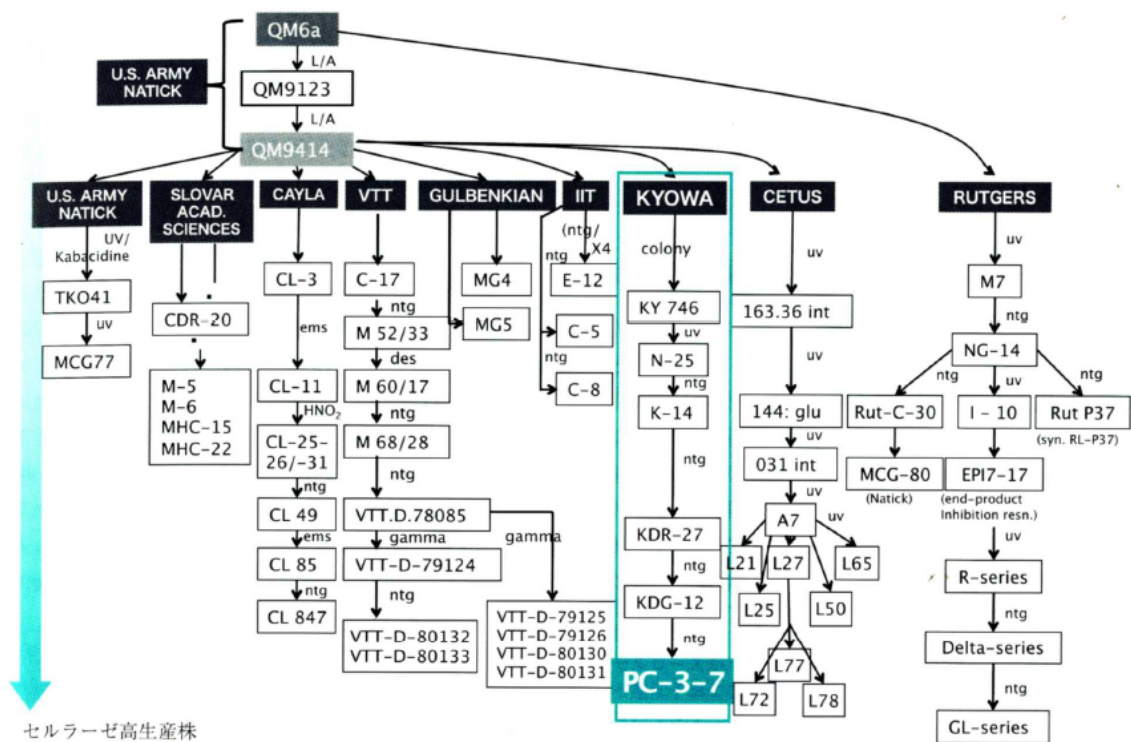 QM6a
L/A
U.S. ARMY
NATICK
QM9123
L/A
QM9414
U.S. ARMY
NATICK
UV/
Kabacidine
TKO41
uv
MCG77
SLOVAR
ACAD.
SCIENCES
CDR-20
M-5
M-6
MHC-15
MHC-22
CAYLA
CL-3
ems
CL-11
HNO₂
CL-25-
26/-31
ntg
CL 49
ems
CL 85
ntg
CL 847
VTT
C-17
ntg
M 52/33
des
M 60/17
ntg
M 68/28
ntg
VTT.D.78085
gamma
gamma
VTT-D-79124
ntg
VTT-D-80132
VTT-D-80133
VTT-D-79125
VTT-D-79126
VTT-D-80130
VTT-D-80131
GULBENKIAN
MG4
MG5
IIT
(ntg/
X4
ntg
E-12
C-5
ntg
C-8
KYOWA
colony
KY 746
uv
N-25
ntg
K-14
ntg
KDR-27
ntg
KDG-12
ntg
PC-3-7
CETUS
uv
163.36 int
uv
144: glu
uv
031 int
uv
A7
uv
L21
L27
L65
L25
L50
L77
L72
L78
RUTGERS
uv
M7
ntg
NG-14
ntg
uv
ntg
Rut-C-30
I - 10
Rut P37
(syn. RL-P37)
MCG-80
(Natick)
EPI7-17
(end-product
Inhibition resn.)
uv
R-series
ntg
Delta-series
ntg
GL-series
セルラーゼ高生産株